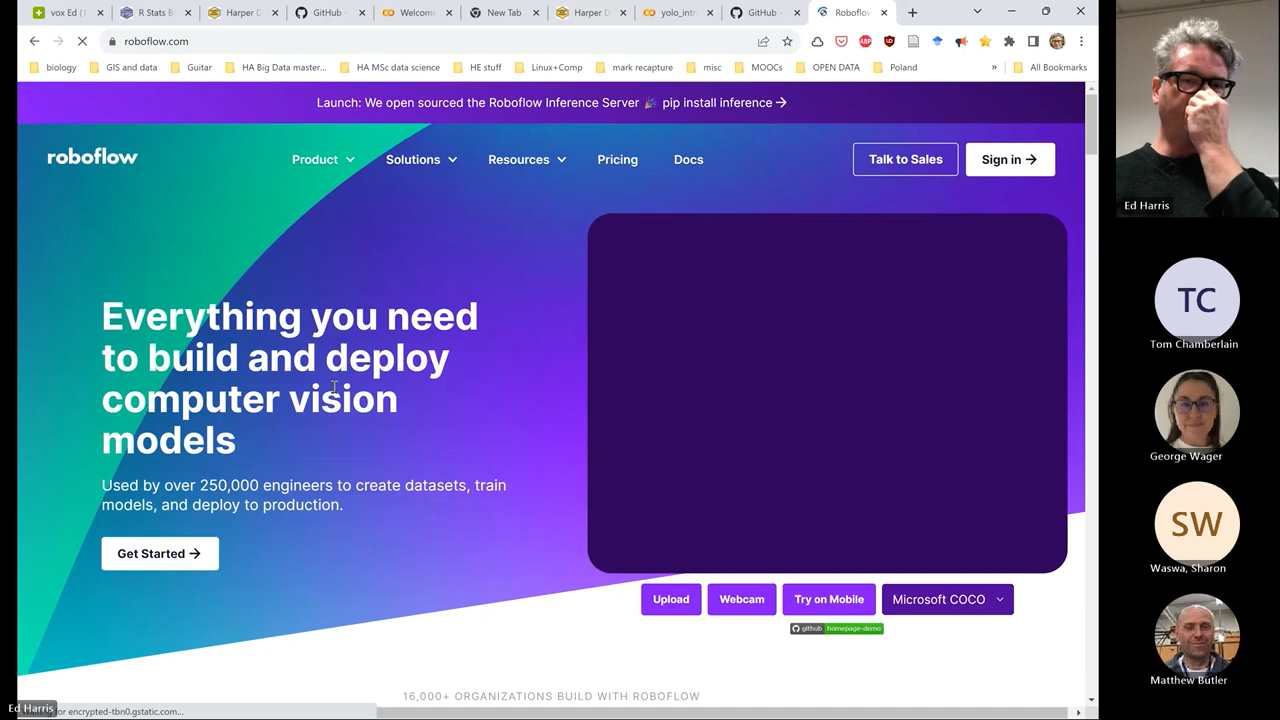 vox Ed (1
R Stats B
Harper D
GitHub -
Welcome
New Tab
Harper D
yolo_intr
GitHub -
Roboflow
roboflow.com
biology
GIS and data
Guitar
HA Big Data master...
HA MSc data science
HE stuff
Linux+Comp
mark recapture
misc
MOOCs
OPEN DATA
Poland
»
All Bookmarks
Launch: We open sourced the Roboflow Inference Server 🎉 pip install inference →
roboflow
Product
Solutions
Resources
Pricing
Docs
Talk to Sales
Sign in →
Everything you need
to build and deploy
computer vision
models
Used by over 250,000 engineers to create datasets, train
models, and deploy to production.
Get Started →
Upload
Webcam
Try on Mobile
Microsoft COCO
github homepage-demo
16,000+ ORGANIZATIONS BUILD WITH ROBOFLOW
Ed Harris
for encrypted-tbn0.gstatic.com...
Ed Harris
TC
Tom Chamberlain
George Wager
SW
Waswa, Sharon
Matthew Butler